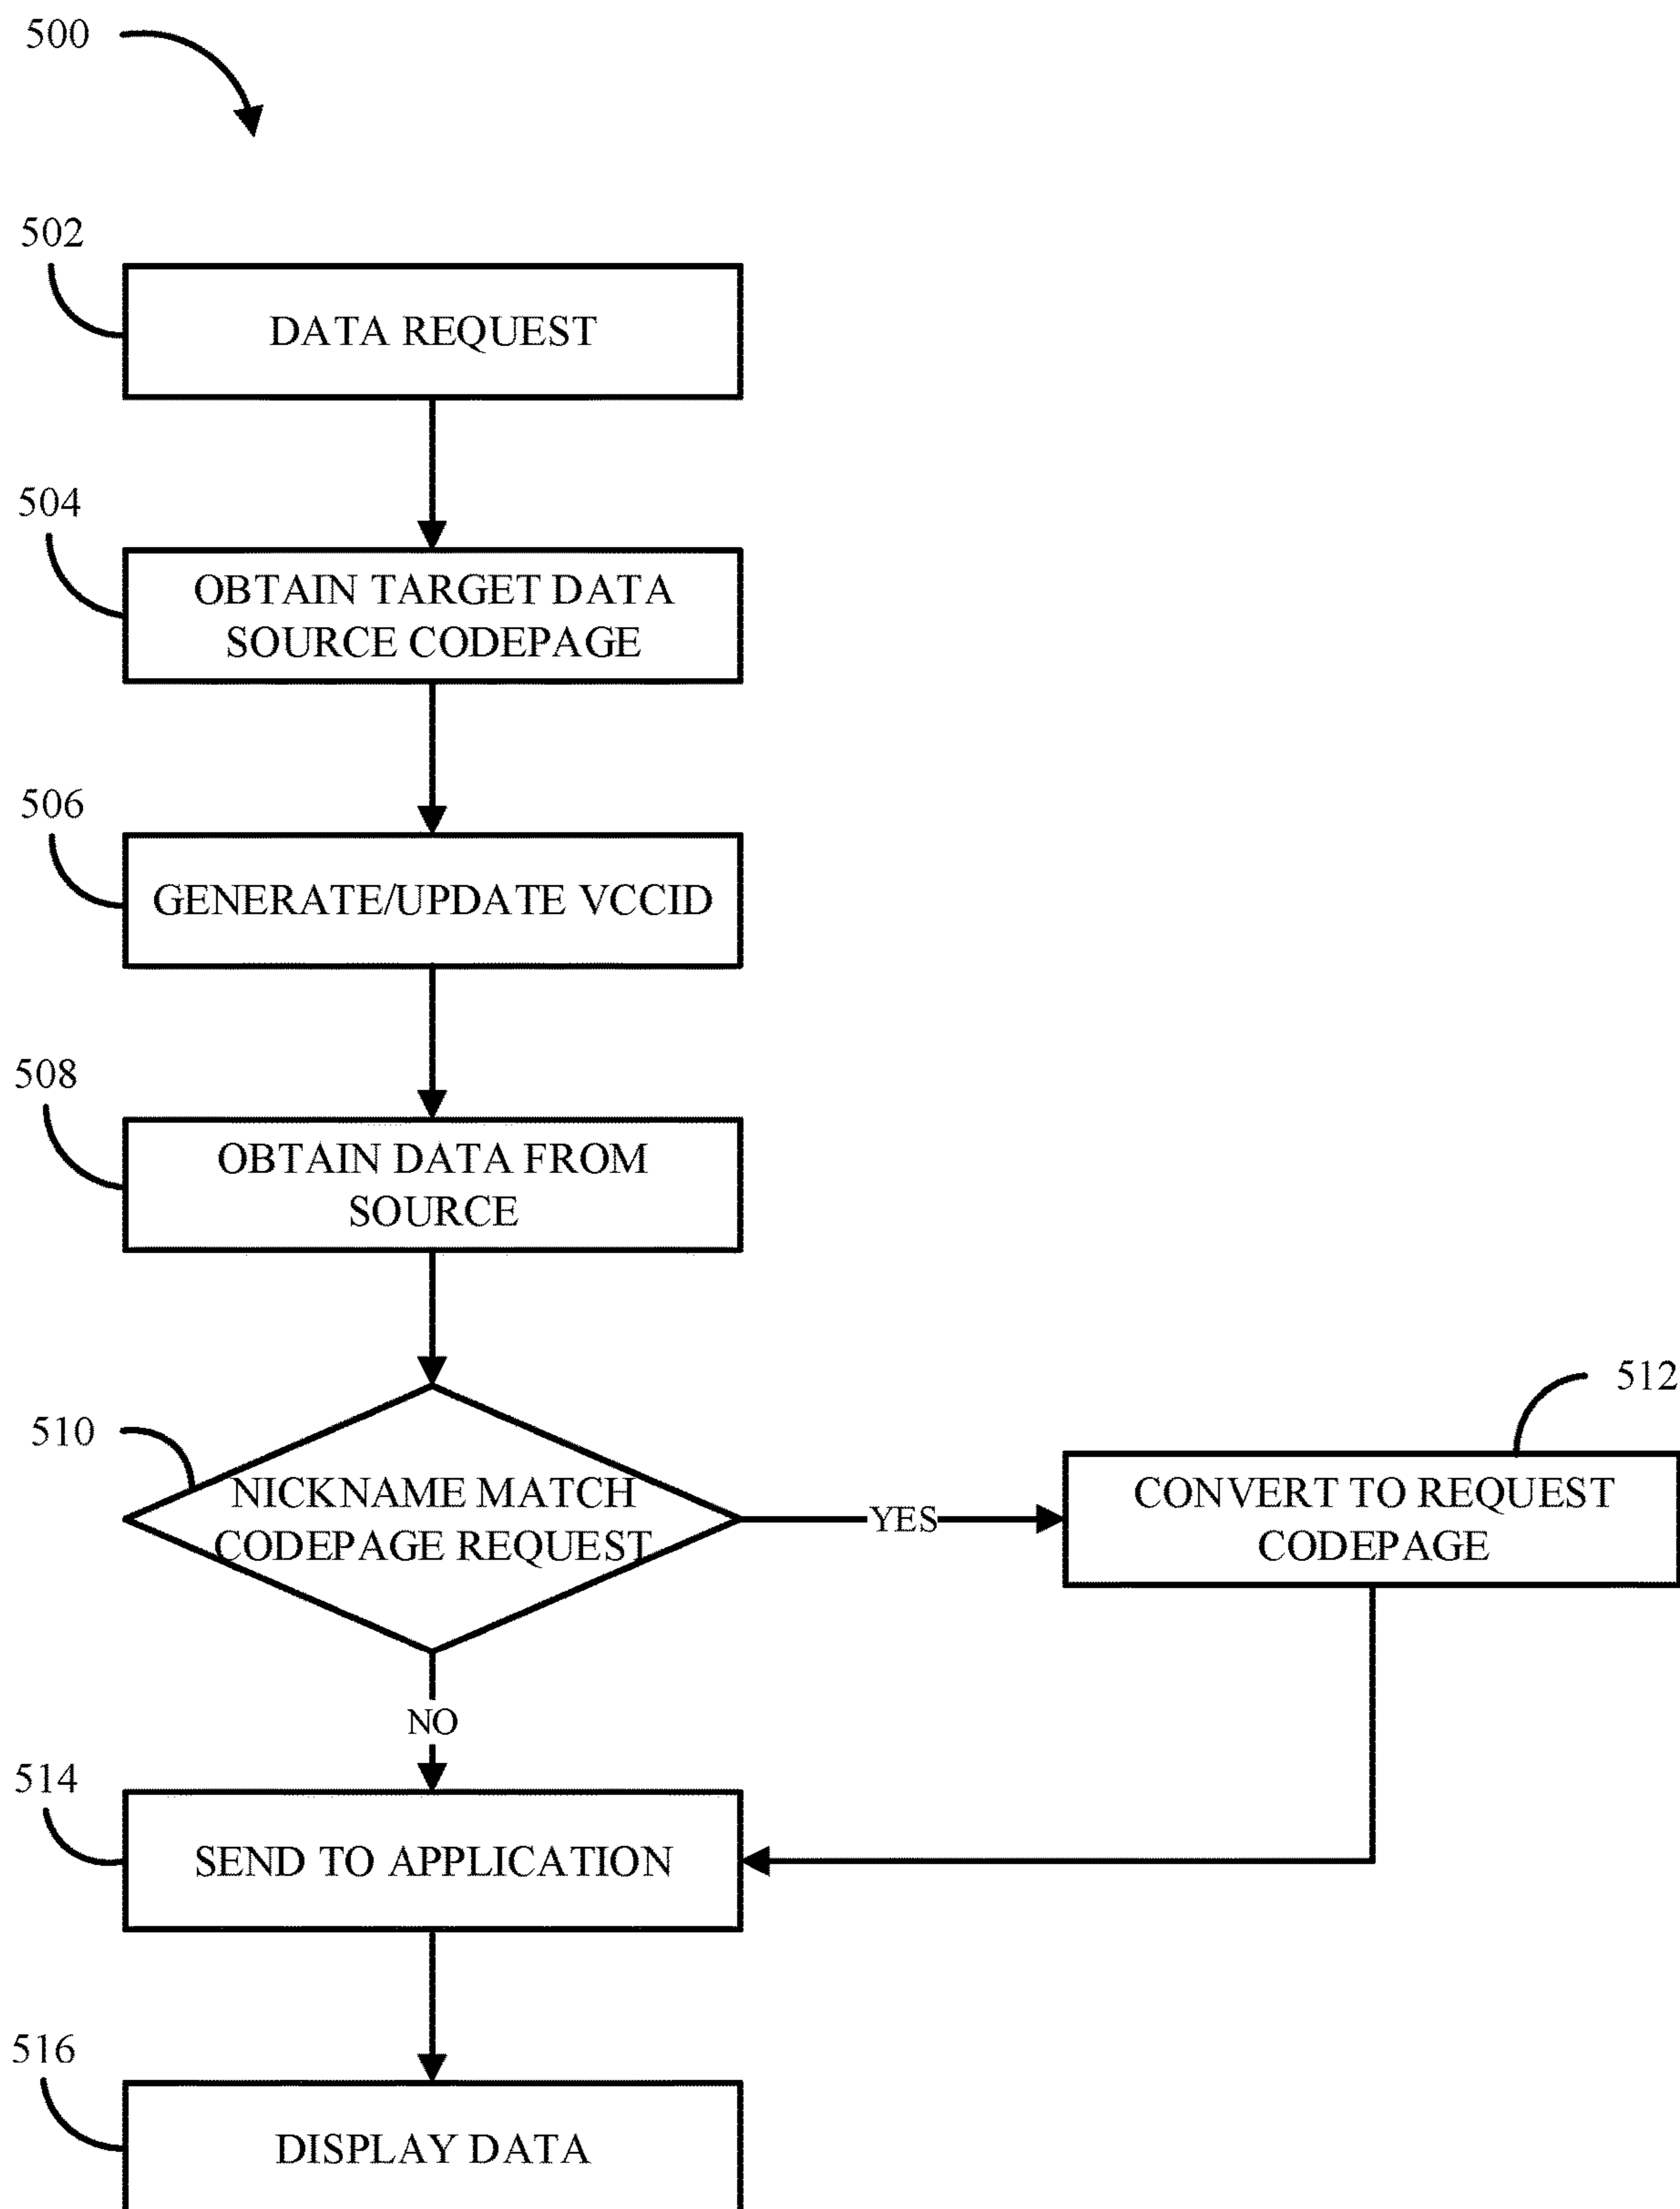 500
502
DATA REQUEST
504
OBTAIN TARGET DATA
SOURCE CODEPAGE
506
GENERATE/UPDATE VCCID
508
OBTAIN DATA FROM
SOURCE
510
NICKNAME MATCH
CODEPAGE REQUEST
YES
512
CONVERT TO REQUEST
CODEPAGE
NO
514
SEND TO APPLICATION
516
DISPLAY DATA